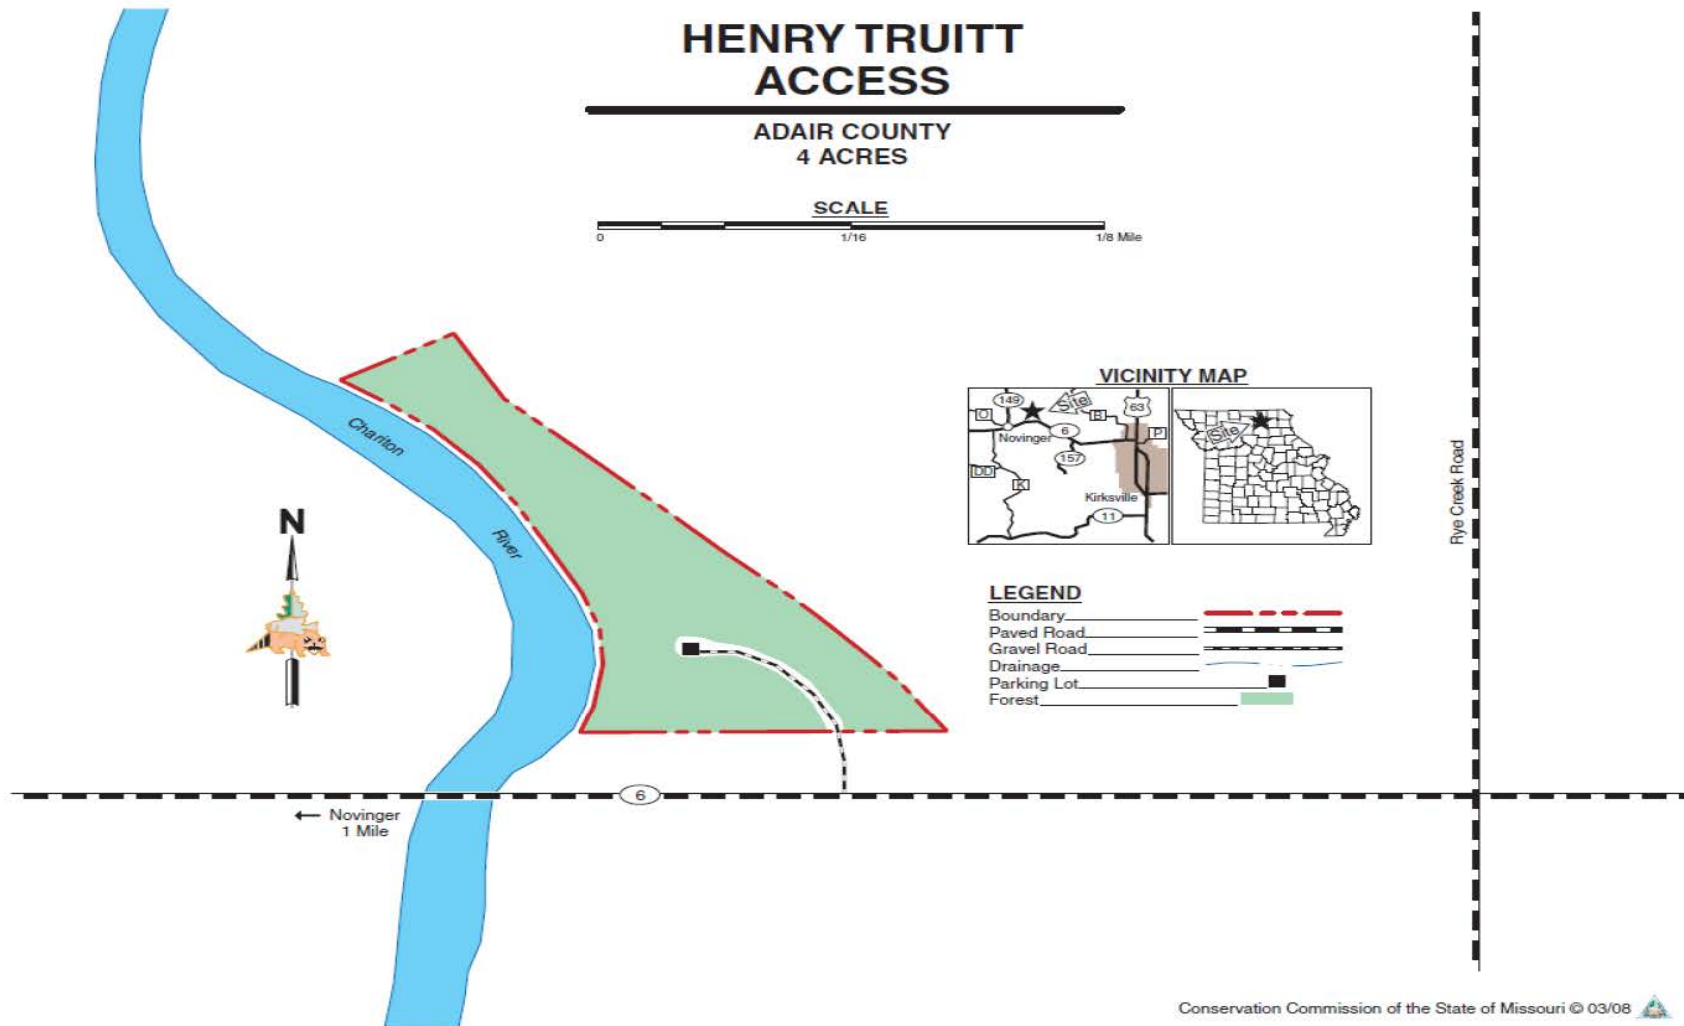 HENRY TRUITT
ACCESS
ADAIR COUNTY
4 ACRES
SCALE
0 1/16 1/8 Mile
Chariton
River
N
VICINITY MAP
149
Site
O
B
63
Novinger
6
P
157
DD
K
Kirksville
11
Site
Rye Creek Road
LEGEND
Boundary
Paved Road
Gravel Road
Drainage
Parking Lot
Forest
6
Novinger
1 Mile
Conservation Commission of the State of Missouri © 03/08